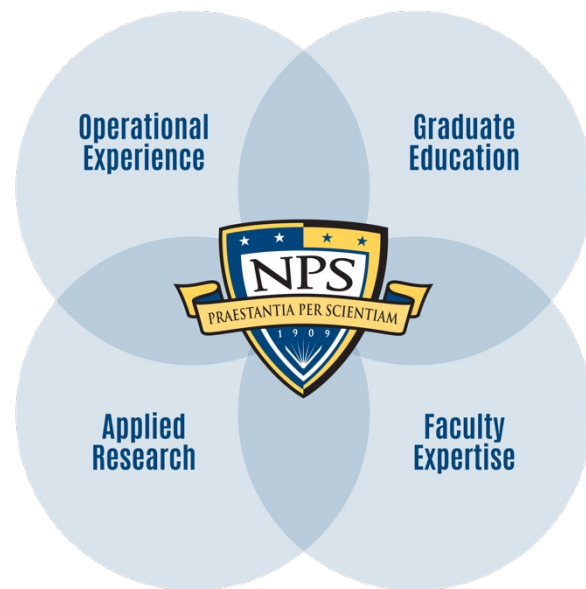 Operational
Experience
Graduate
Education
NPS
PRAESTANTIA PER SCIENTIAM
1909
Applied
Research
Faculty
Expertise